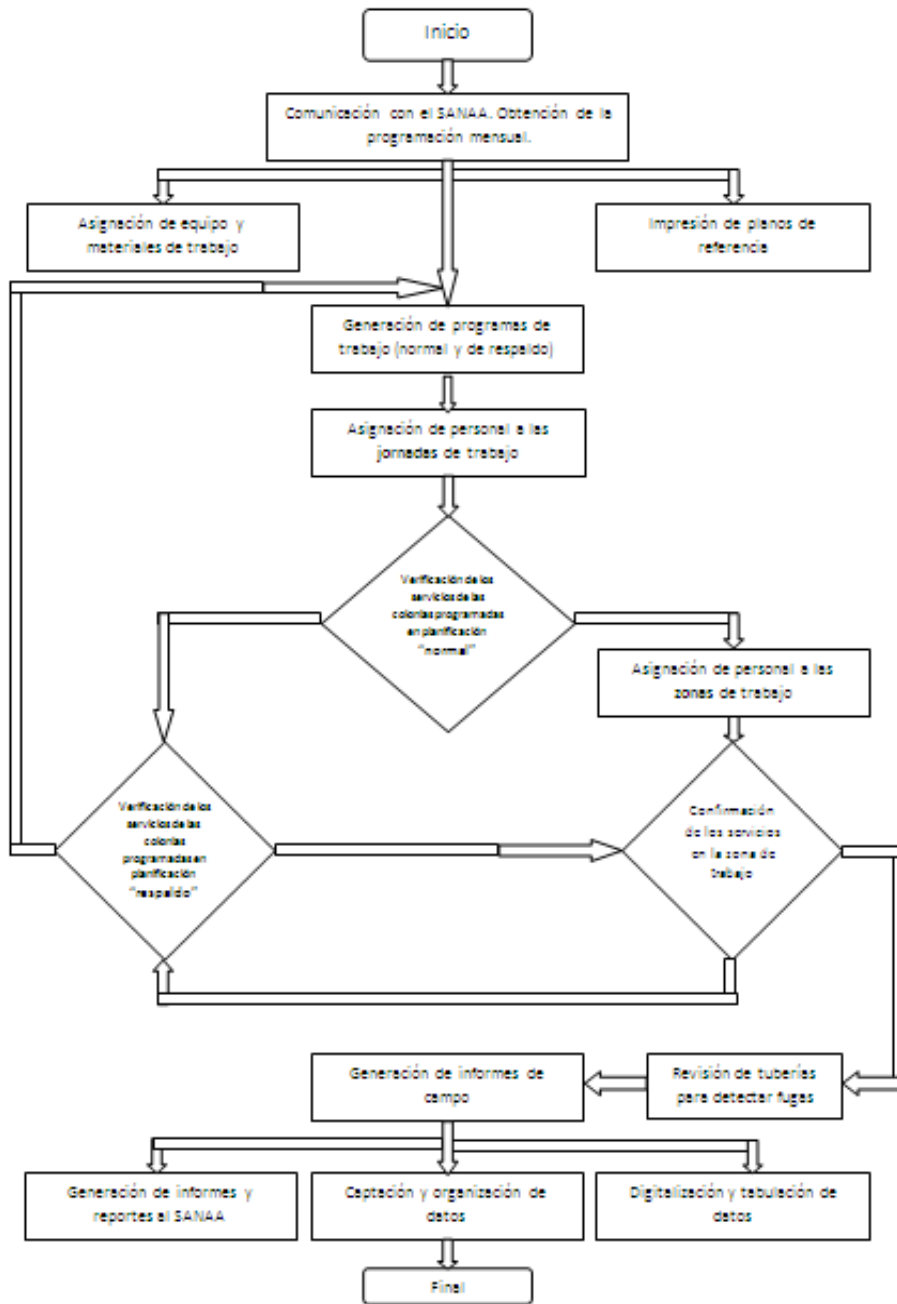 Inicio
Comunicación con el SANAA. Obtención de la
programación mensual.
Asignación de equipo y
materiales de trabajo
Impresión de planos de
referencia
Generación de programas de
trabajo (normal y de respaldo)
Asignación de personal a las
jornadas de trabajo
Verificación de los
servicios de las
colonias programadas
en planificación
"normal"
Asignación de personal a las
zonas de trabajo
Verificación de los
servicios de las
colonias
programadas en
planificación
"respaldo"
Confirmación
de los servicios
en la zona de
trabajo
Generación de informes de
campo
Revisión de tuberías
para detectar fugas
Generación de informes y
reportes al SANAA
Captación y organización de
datos
Digitalización y tabulación de
datos
Final